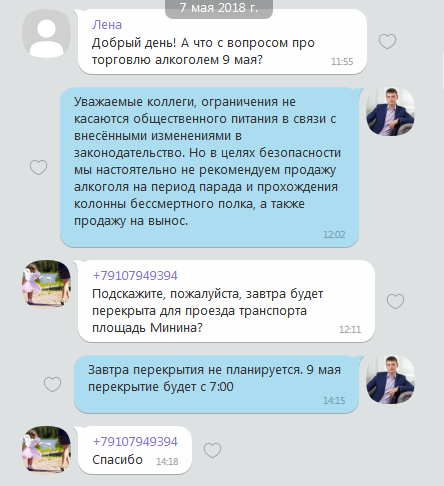 7 мая 2018 г.
Лена
Добрый день! А что с вопросом про
торговлю алкоголем 9 мая?
11:55
Уважаемые коллеги, ограничения не
касаются общественного питания в связи с
внесёнными изменениями в
законодательство. Но в целях безопасности
мы настоятельно не рекомендуем продажу
алкоголя на период парада и прохождения
колонны бессмертного полка, а также
продажу на вынос.
12:02
+79107949394
Подскажите, пожалуйста, завтра будет
перекрыта для проезда транспорта
площадь Минина?
12:11
Завтра перекрытия не планируется. 9 мая
перекрытие будет с 7:00
14:15
+79107949394
Спасибо
14:18